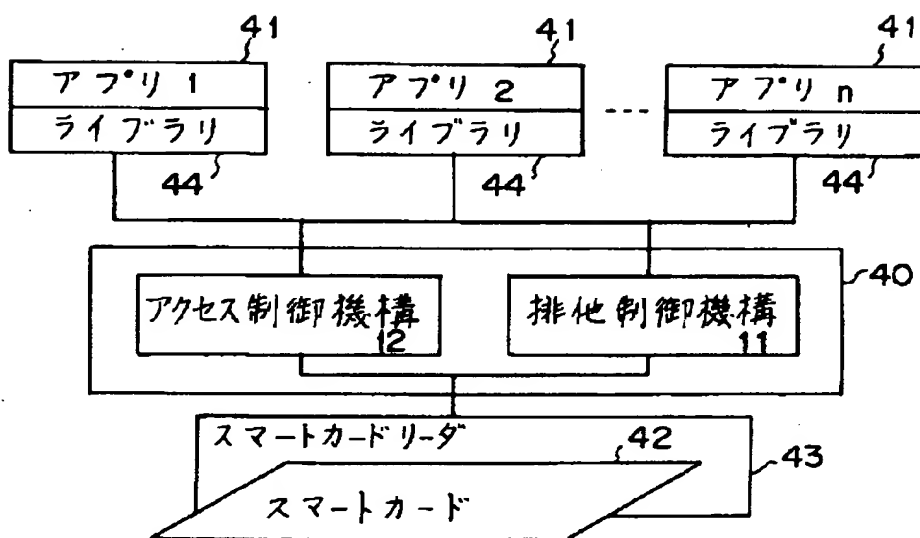 41 41 41
アプリ 1 アプリ 2 アプリ n
ライブラリ ライブラリ ライブラリ
44 44 44
40
アクセス制御機構 排他制御機構
12 11
スマートカードリーダ 42
43
スマートカード